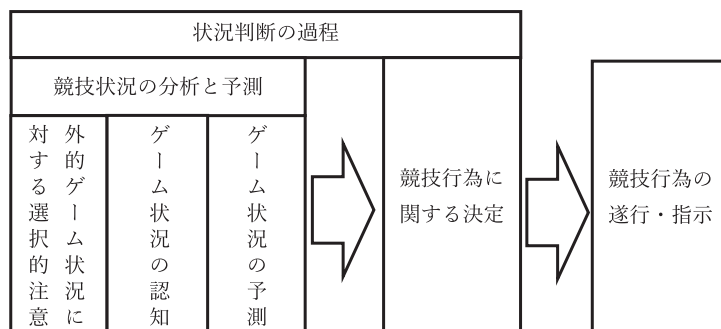 状況判断の過程
競技状況の分析と予測
外的ゲーム状況に
対する選択的注意
ゲーム状況の認知
ゲーム状況の予測
競技行為に
関する決定
競技行為の
遂行・指示